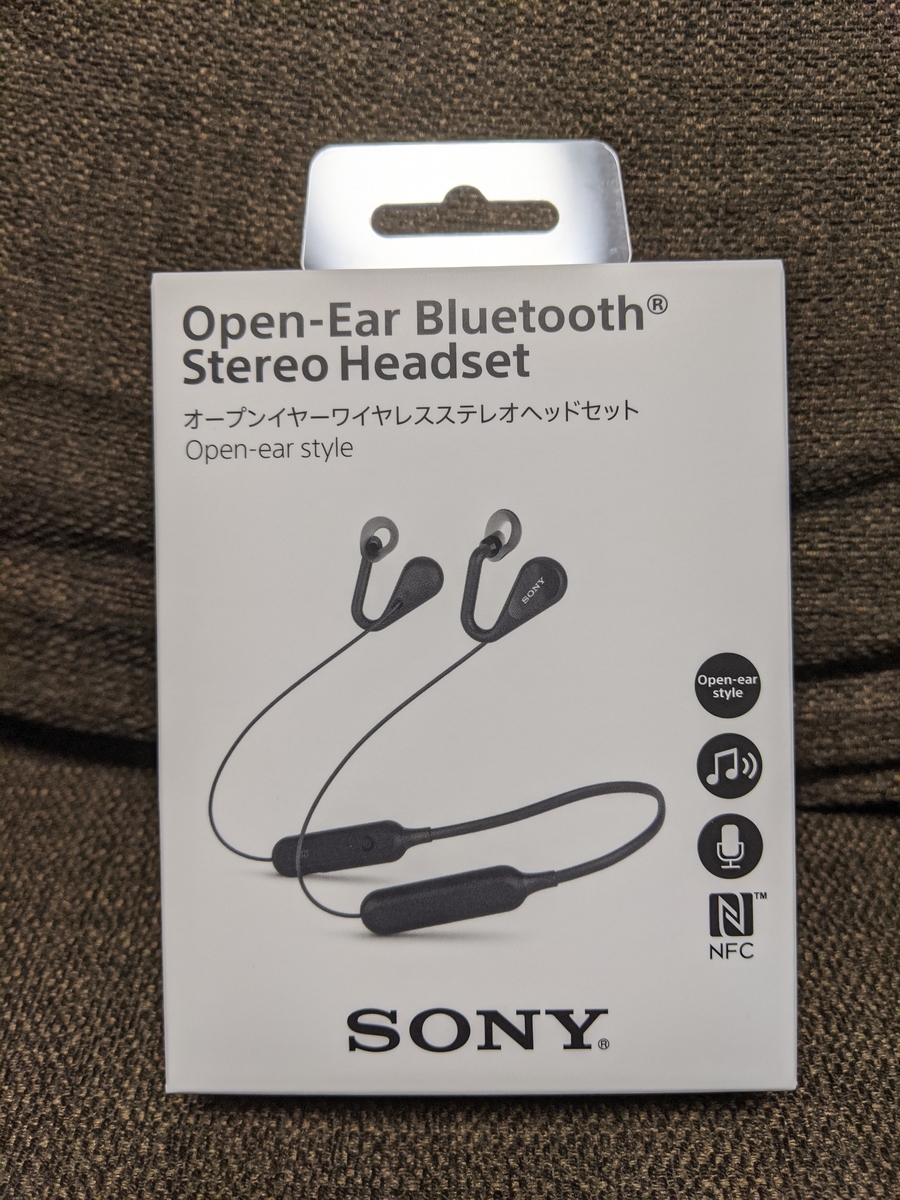 Open-Ear Bluetooth®
Stereo Headset
オープンイヤーワイヤレスステレオヘッドセット
Open-ear style
SONY
Open-ear
style
N™
NFC
SONY®